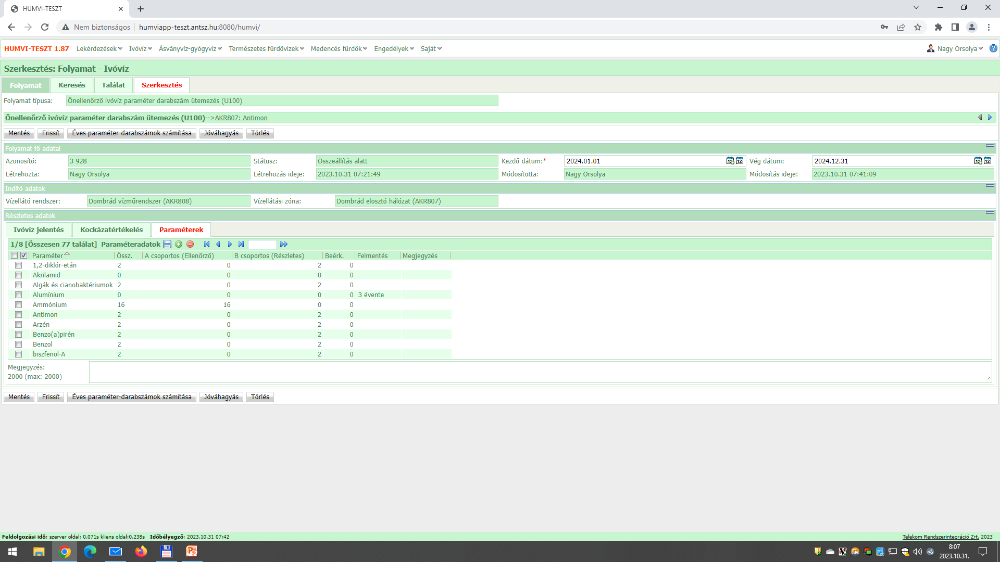 HUMVI-TESZT
Nem biztonságos
humviapp-teszt.antsz.hu:8080/humvi/
HUMVI-TESZT 1.87 Lekérdezések Ivóvíz Ásványvíz-gyógyvíz Természetes fürdővizek Medencés fürdők Engedélyek Saját Nagy Orsolya
Szerkesztés: Folyamat - Ivóvíz
Folyamat Keresés Találat Szerkesztés
Folyamat típusa: Önellenőrző ivóvíz paraméter darabszám ütemezés (U100)
Önellenőrző ivóvíz paraméter darabszám ütemezés (U100)-->AKR807: Antimon
Mentés Frissít Éves paraméter-darabszámok számítása Jóváhagyás Törlés
Folyamat fő adatai
Azonosító: 3 928 Státusz: Összeállítás alatt Kezdő dátum:* 2024.01.01 Vég dátum: 2024.12.31
Létrehozta: Nagy Orsolya Létrehozás ideje: 2023.10.31 07:21:49 Módosította: Nagy Orsolya Módosítás ideje: 2023.10.31 07:41:09
Indító adatok
Vízellátó rendszer: Dombrád vízműrendszer (AKR808) Vízellátási zóna: Dombrád elosztó hálózat (AKR807)
Részletes adatok
Ivóvíz jelentés Kockázatértékelés Paraméterek
1/8 [Összesen 77 találat] Paraméteradatok
Paraméter Össz. A csoportos (Ellenőrző) B csoportos (Részletes) Beérk. Felmentés Megjegyzés
1,2-diklór-etán 2 0 2 0
Akrilamid 0 0 0 0
Algák és cianobaktériumok 2 0 2 0
Alumínium 0 0 0 0 3 évente
Ammónium 16 16 0 0
Antimon 2 0 2 0
Arzén 2 0 2 0
Benzo(a)pirén 2 0 2 0
Benzol 2 0 2 0
biszfenol-A 2 0 2 0
Megjegyzés:
2000 (max: 2000)
Mentés Frissít Éves paraméter-darabszámok számítása Jóváhagyás Törlés
Feldolgozási idő: szerver oldal: 0,071s kliens oldal:0,238s Időbélyegző: 2023.10.31 07:42 Telekom Rendszerintegráció Zrt. 2023
8:07
2023.10.31.